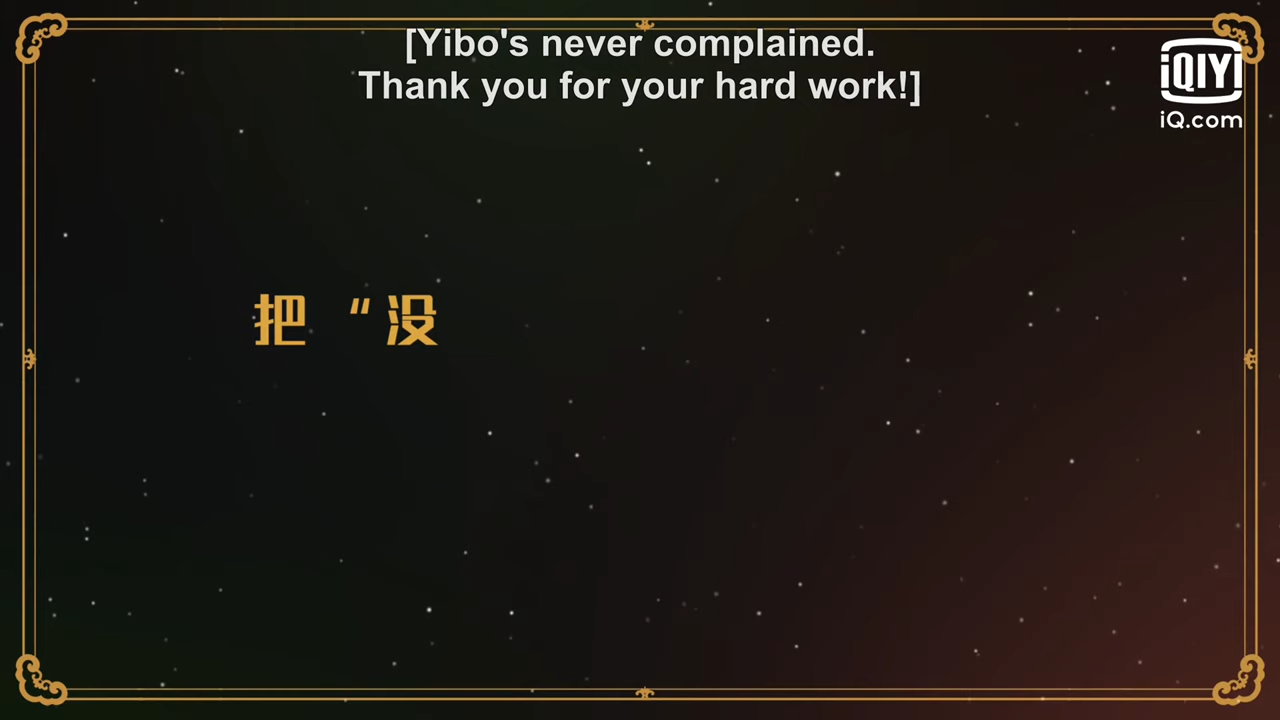 [Yibo's never complained.
Thank you for your hard work!]
iQIYI
iQ.com
把 “没